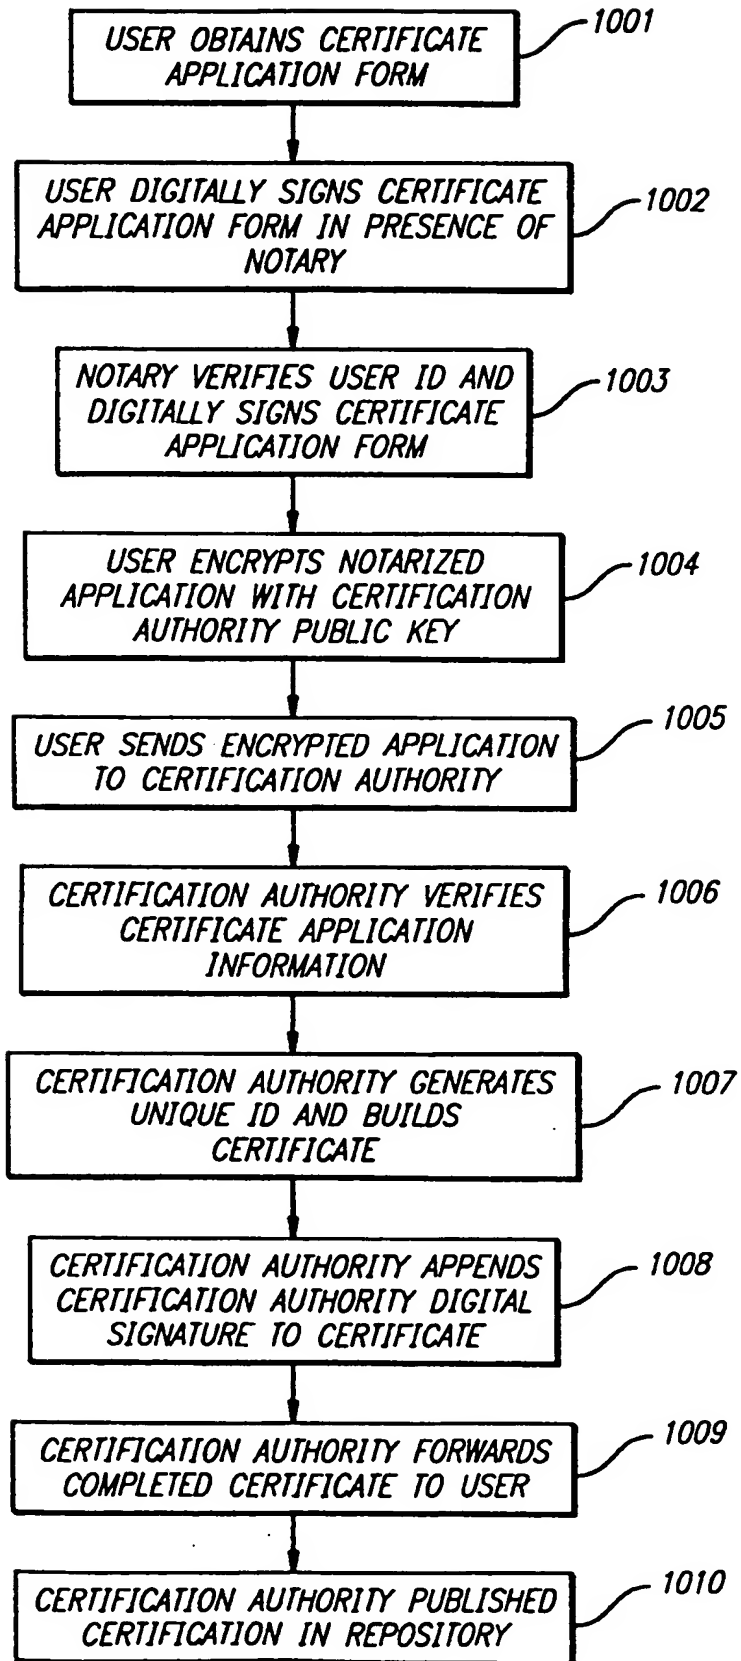 USER OBTAINS CERTIFICATE
APPLICATION FORM
1001
USER DIGITALLY SIGNS CERTIFICATE
APPLICATION FORM IN PRESENCE OF
NOTARY
1002
NOTARY VERIFIES USER ID AND
DIGITALLY SIGNS CERTIFICATE
APPLICATION FORM
1003
USER ENCRYPTS NOTARIZED
APPLICATION WITH CERTIFICATION
AUTHORITY PUBLIC KEY
1004
USER SENDS ENCRYPTED APPLICATION
TO CERTIFICATION AUTHORITY
1005
CERTIFICATION AUTHORITY VERIFIES
CERTIFICATE APPLICATION
INFORMATION
1006
CERTIFICATION AUTHORITY GENERATES
UNIQUE ID AND BUILDS
CERTIFICATE
1007
CERTIFICATION AUTHORITY APPENDS
CERTIFICATION AUTHORITY DIGITAL
SIGNATURE TO CERTIFICATE
1008
CERTIFICATION AUTHORITY FORWARDS
COMPLETED CERTIFICATE TO USER
1009
CERTIFICATION AUTHORITY PUBLISHED
CERTIFICATION IN REPOSITORY
1010